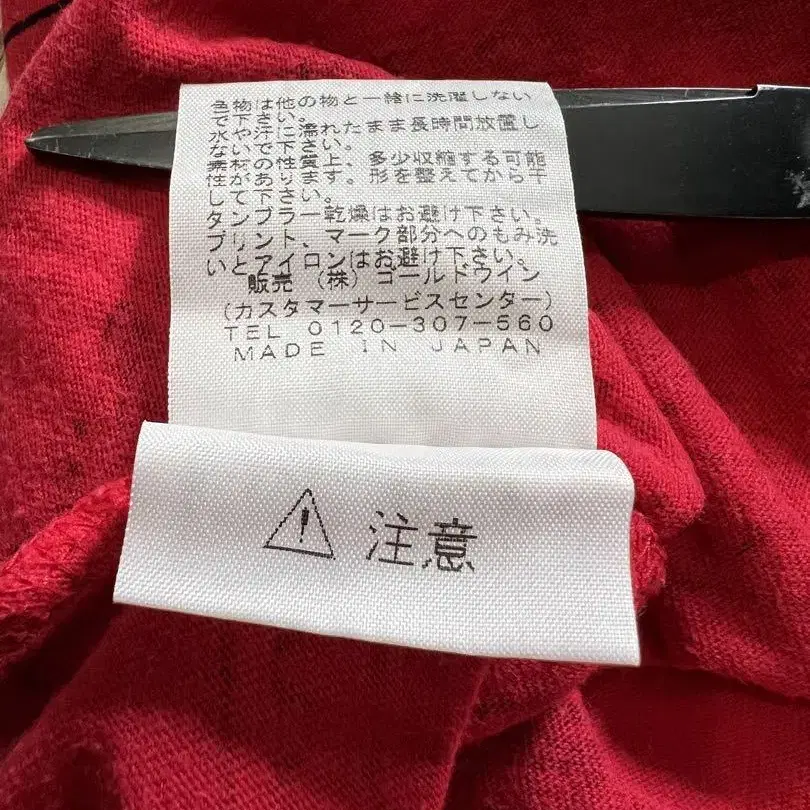 色物は他の物と一緒に洗濯しない
で下さい。
水や汗に濡れたまま長時間放置し
ないで下さい。
素材の性質上、多少収縮する可能
性があります。形を整えてから干
して下さい。
タンブラー乾燥はお避け下さい。
プリント、マーク部分へのもみ洗
いとアイロンはお避け下さい。
販売 (株)ゴールドウイン
(カスタマーサービスセンター)
TEL 0120-307-560
MADE IN JAPAN
注意